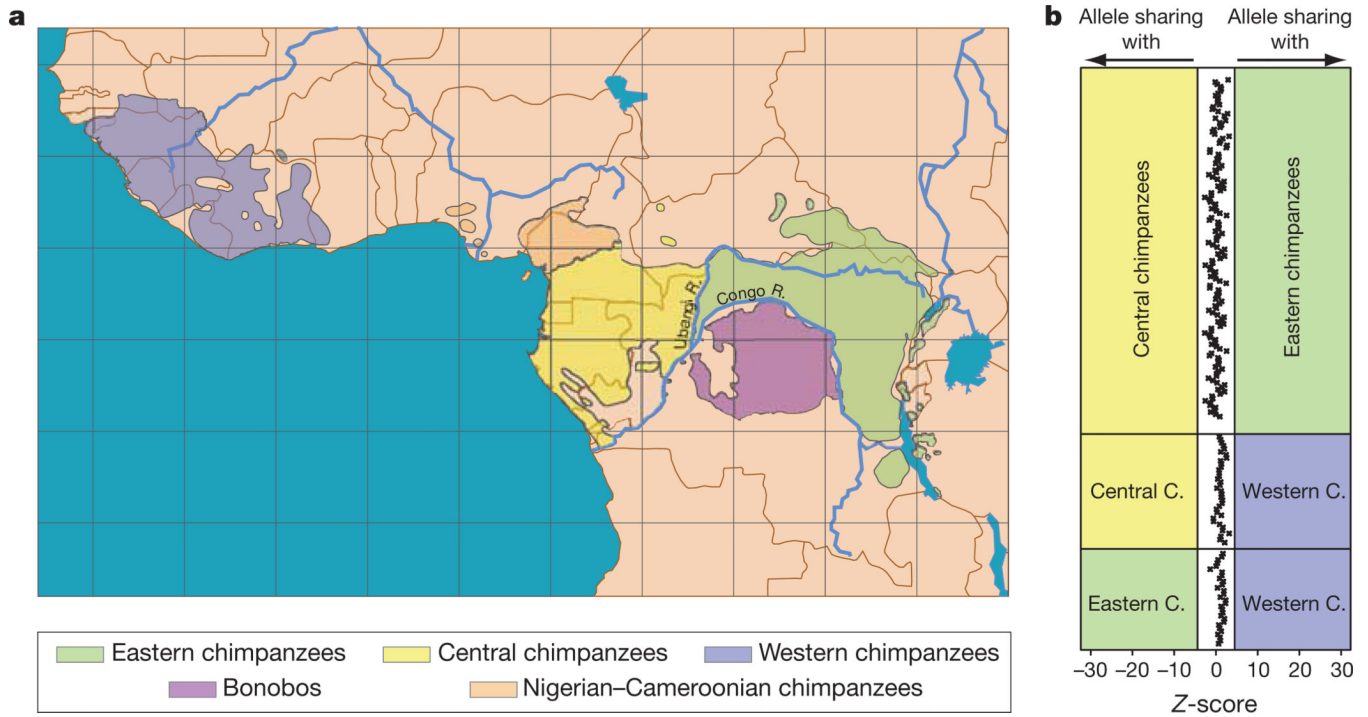 a
Ubangi R.
Congo R.
Eastern chimpanzees
Central chimpanzees
Western chimpanzees
Bonobos
Nigerian–Cameroonian chimpanzees
b
Allele sharing
with
Allele sharing
with
Central chimpanzees
Eastern chimpanzees
Central C.
Western C.
Eastern C.
Western C.
−30 −20 −10 0 10 20 30
Z-score